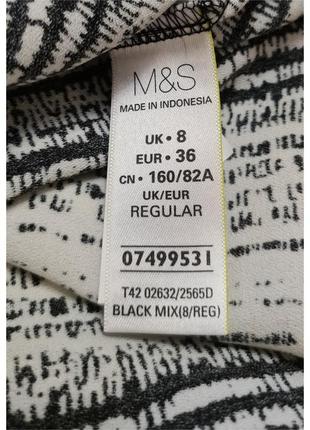 M&S
MADE IN INDONESIA
UK • 8
EUR • 36
CN • 160/82A
UK/EUR
REGULAR
07499531
T42 02632/2565D
BLACK MIX(8/REG)